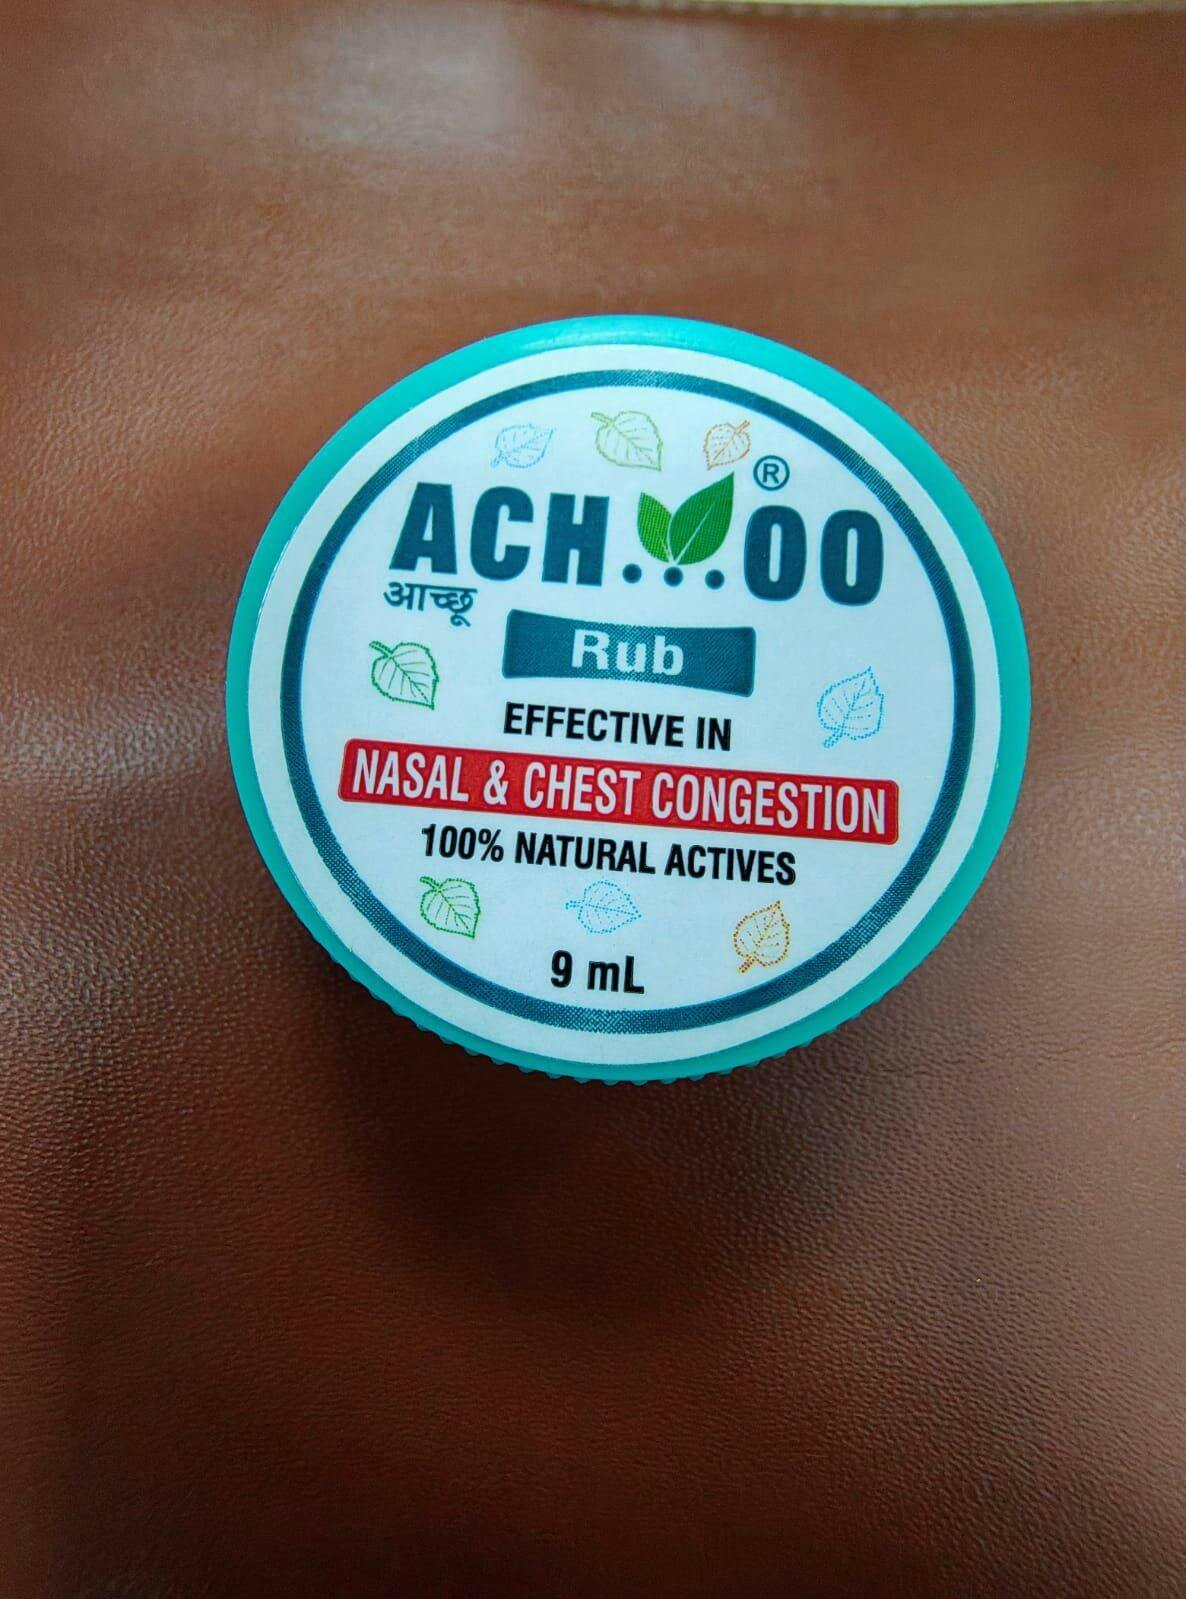 ACH...OO®
आच्छू
Rub
EFFECTIVE IN
NASAL & CHEST CONGESTION
100% NATURAL ACTIVES
9 mL